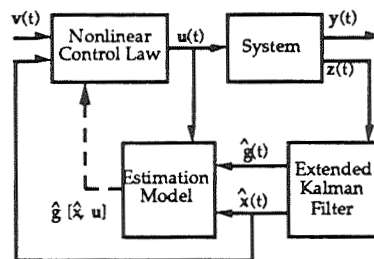 v(t)
Nonlinear
Control Law
u(t)
System
y(t)
z(t)
ĝ(t)
Estimation
Model
x̂(t)
Extended
Kalman
Filter
ĝ [x̂, u]